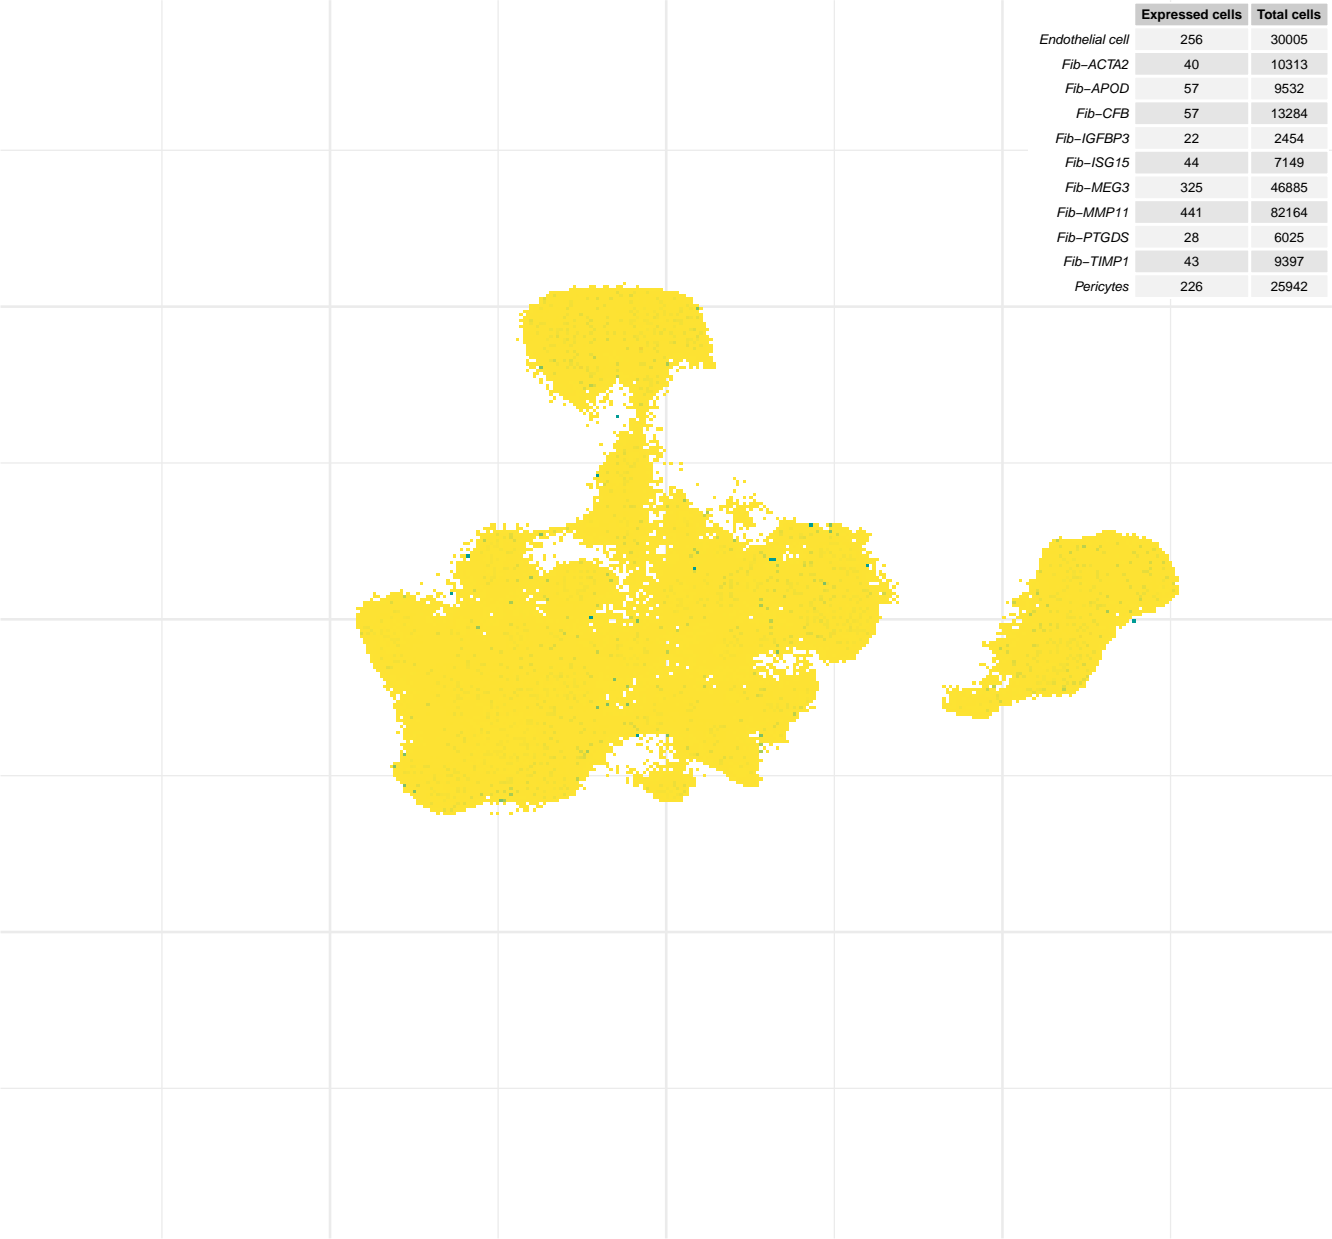 Expressed cells Total cells
Endothelial cell 256 30005
Fib−ACTA2 40 10313
Fib−APOD 57 9532
Fib−CFB 57 13284
Fib−IGFBP3 22 2454
Fib−ISG15 44 7149
Fib−MEG3 325 46885
Fib−MMP11 441 82164
Fib−PTGDS 28 6025
Fib−TIMP1 43 9397
Pericytes 226 25942